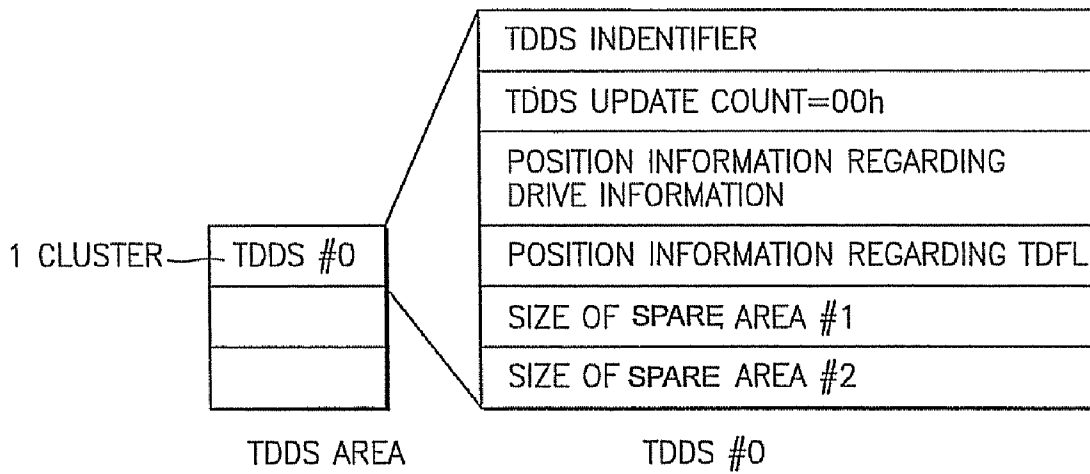 TDDS INDENTIFIER
TDDS UPDATE COUNT=00h
POSITION INFORMATION REGARDING
DRIVE INFORMATION
1 CLUSTER
TDDS #0
POSITION INFORMATION REGARDING TDFL
SIZE OF SPARE AREA #1
SIZE OF SPARE AREA #2
TDDS AREA
TDDS #0